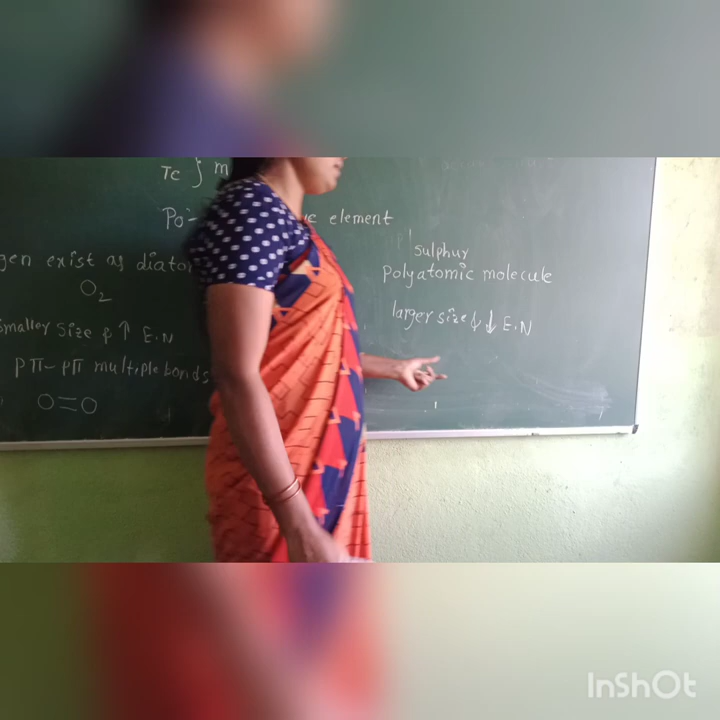 Tc } m
Po:- element
gen exist as diato
O2
smaller size & ↑ E.N
pπ-pπ multiple bonds
O=O
sulphur
polyatomic molecule
larger size & ↓ E.N
InShOt